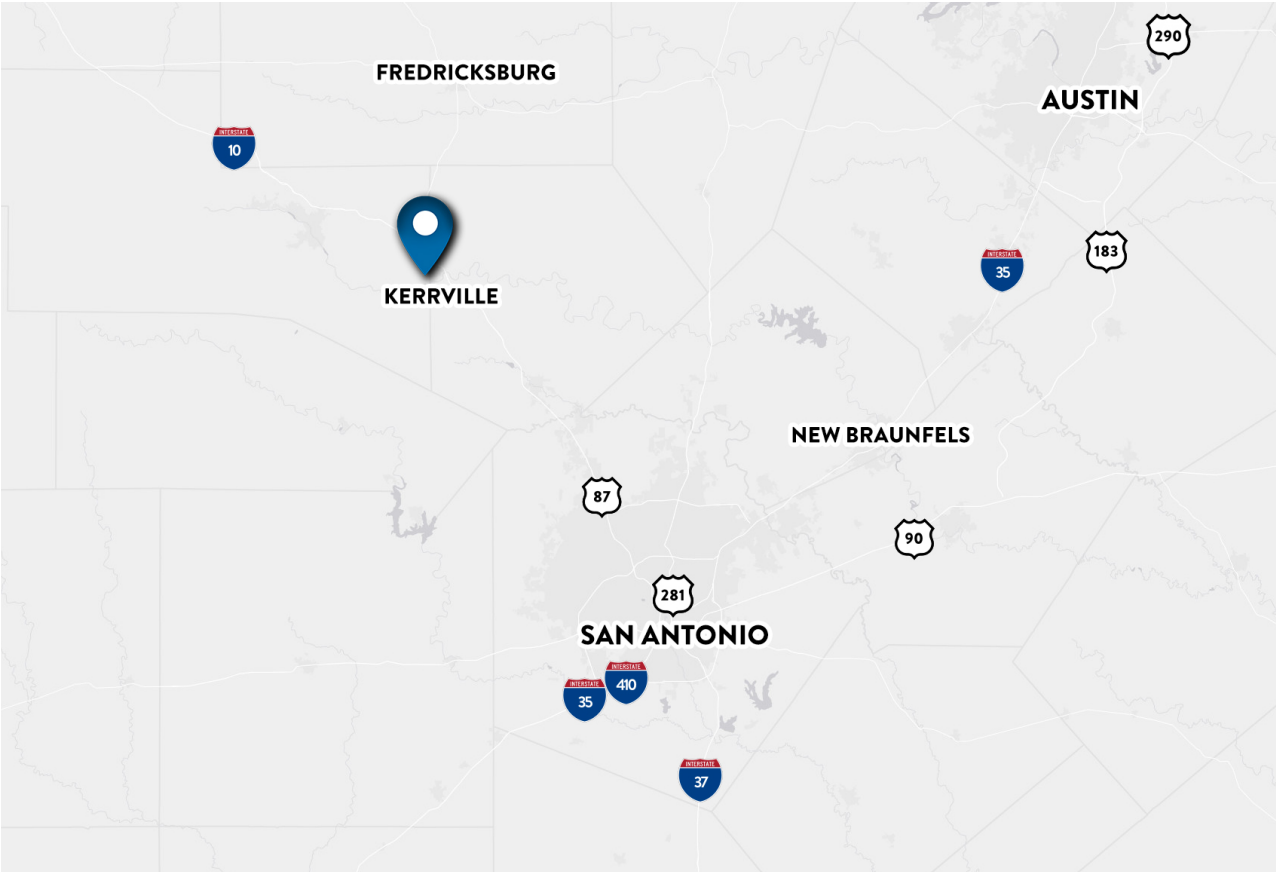 290
FREDRICKSBURG
AUSTIN
INTERSTATE
10
183
INTERSTATE
35
KERRVILLE
NEW BRAUNFELS
87
90
281
SAN ANTONIO
INTERSTATE
410
INTERSTATE
35
INTERSTATE
37